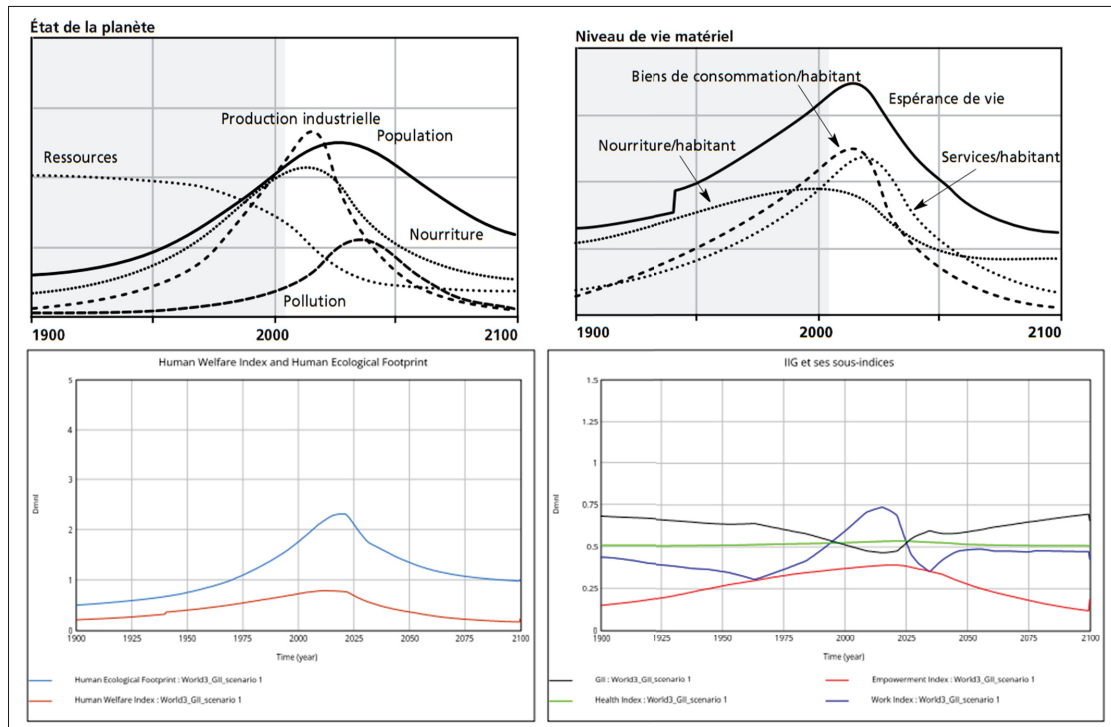 État de la planète
Production industrielle
Population
Ressources
Nourriture
Pollution
1900
2000
2100
Niveau de vie matériel
Biens de consommation/habitant
Espérance de vie
Nourriture/habitant
Services/habitant
1900
2000
2100
Human Welfare Index and Human Ecological Footprint
5
4
3
2
1
0
Dmnl
1900 1925 1950 1975 2000 2025 2050 2075 2100
Time (year)
Human Ecological Footprint : World3_GII_scenario 1
Human Welfare Index : World3_GII_scenario 1
IIG et ses sous-indices
1.5
1.25
1
0.75
0.5
0.25
0
Dmnl
1900 1925 1950 1975 2000 2025 2050 2075 2100
Time (year)
GII : World3_GII_scenario 1
Empowerment Index : World3_GII_scenario 1
Health Index : World3_GII_scenario 1
Work Index : World3_GII_scenario 1